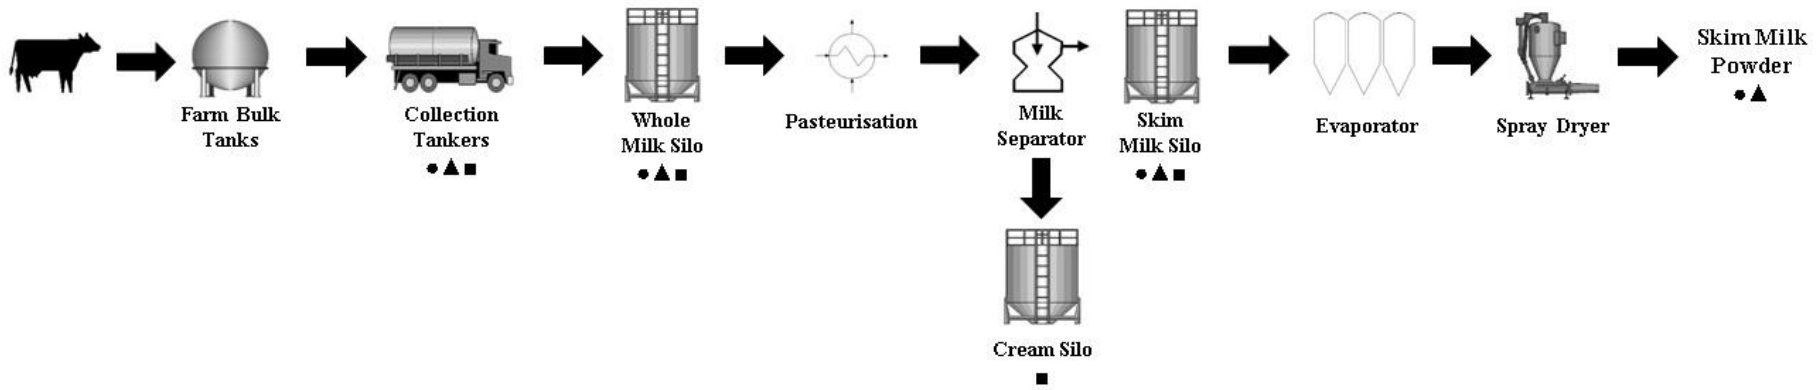 Farm Bulk
Tanks
Collection
Tankers
Whole
Milk Silo
Pasteurisation
Milk
Separator
Skim
Milk Silo
Evaporator
Spray Dryer
Skim Milk
Powder
Cream Silo